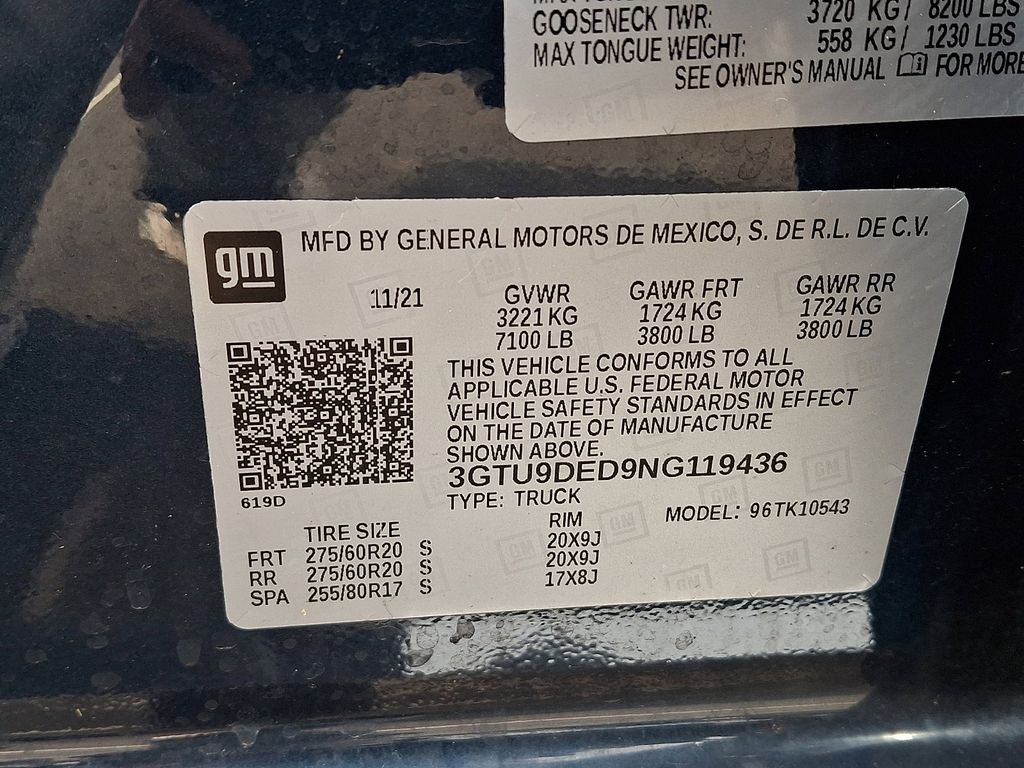 GOOSENECK TWR: 3720 KG/ 8200 LBS
MAX TONGUE WEIGHT: 558 KG/ 1230 LBS
SEE OWNER'S MANUAL FOR MORE
gm
MFD BY GENERAL MOTORS DE MEXICO, S. DE R.L. DE C.V.
11/21 GVWR GAWR FRT GAWR RR
3221 KG 1724 KG 1724 KG
7100 LB 3800 LB 3800 LB
THIS VEHICLE CONFORMS TO ALL
APPLICABLE U.S. FEDERAL MOTOR
VEHICLE SAFETY STANDARDS IN EFFECT
ON THE DATE OF MANUFACTURE
SHOWN ABOVE.
3GTU9DED9NG119436
619D
TYPE: TRUCK MODEL: 96TK10543
TIRE SIZE RIM
FRT 275/60R20 S 20X9J
RR 275/60R20 S 20X9J
SPA 255/80R17 S 17X8J